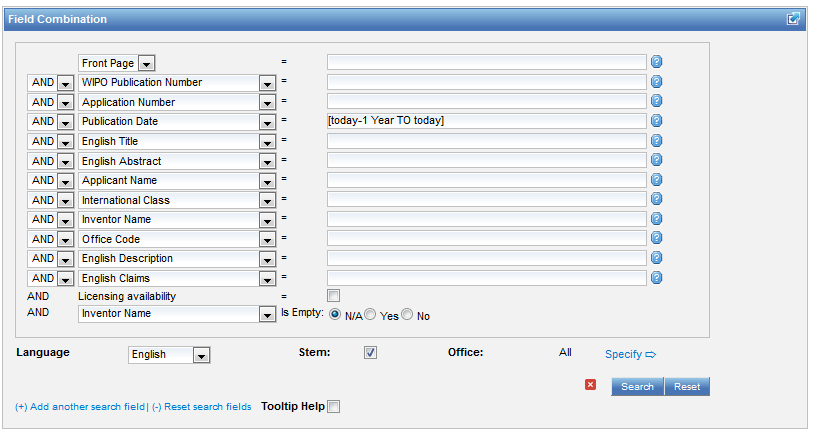 Field Combination
Front Page =
AND WIPO Publication Number =
AND Application Number =
AND Publication Date = [today-1 Year TO today]
AND English Title =
AND English Abstract =
AND Applicant Name =
AND International Class =
AND Inventor Name =
AND Office Code =
AND English Description =
AND English Claims =
AND Licensing availability =
AND Inventor Name Is Empty: N/A Yes No
Language English Stem: Office: All Specify
Search Reset
(+) Add another search field | (-) Reset search fields Tooltip Help